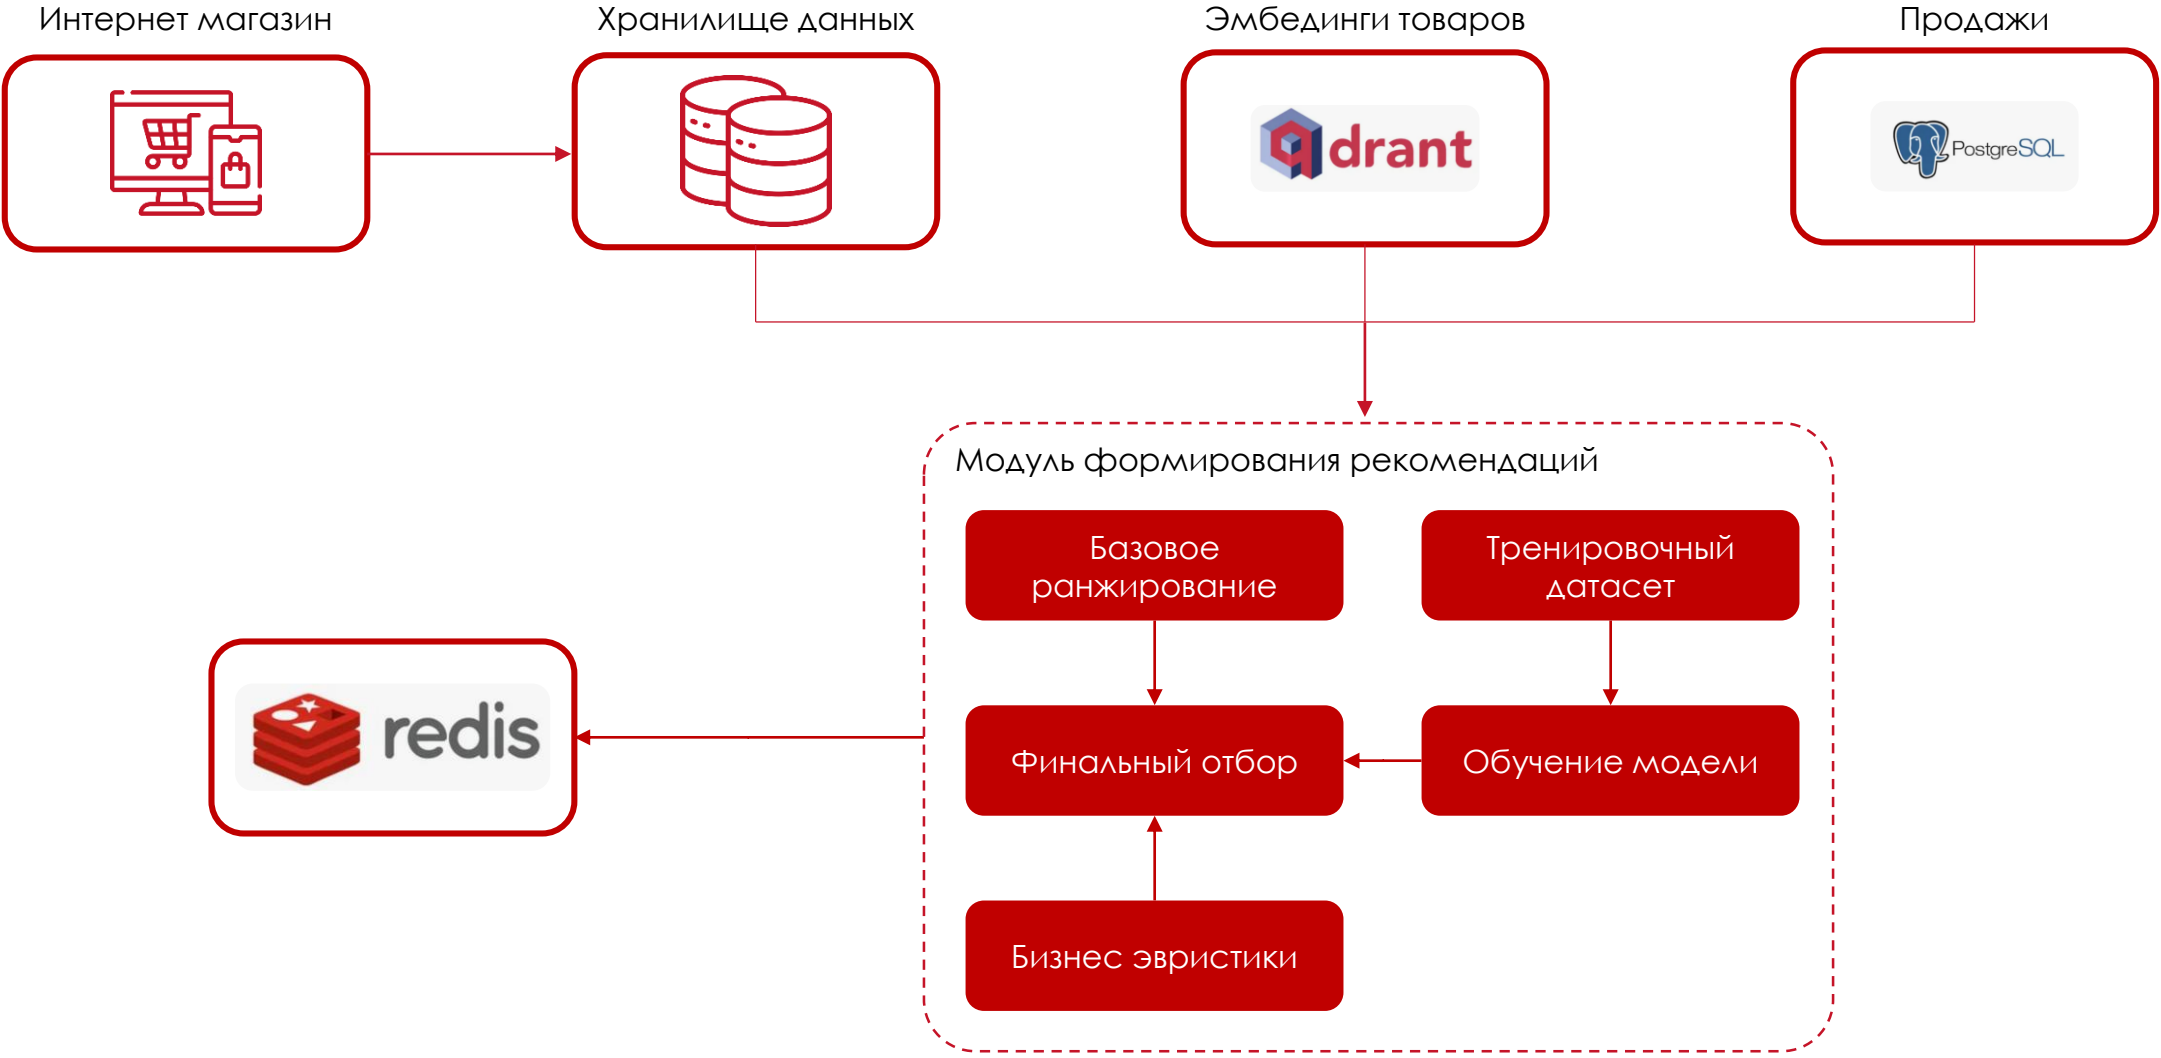 Интернет магазин
Хранилище данных
Эмбединги товаров
Продажи
qdrant
PostgreSQL
Модуль формирования рекомендаций
Базовое
ранжирование
Тренировочный
датасет
redis
Финальный отбор
Обучение модели
Бизнес эвристики